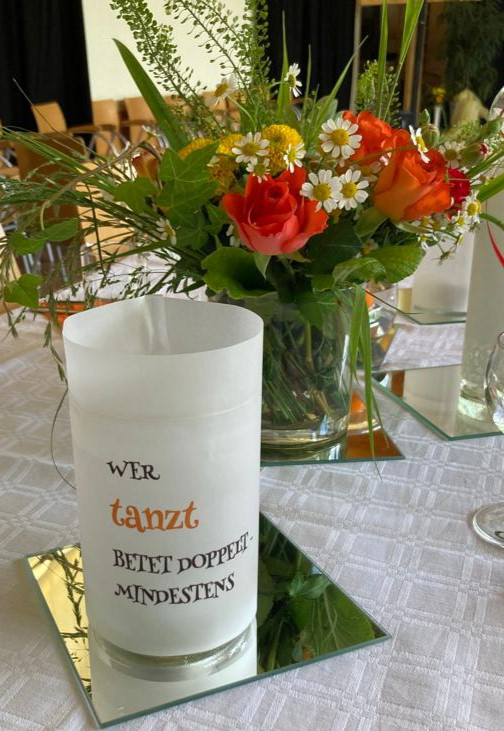 WER
tanzt
BETET DOPPELT-
MINDESTENS